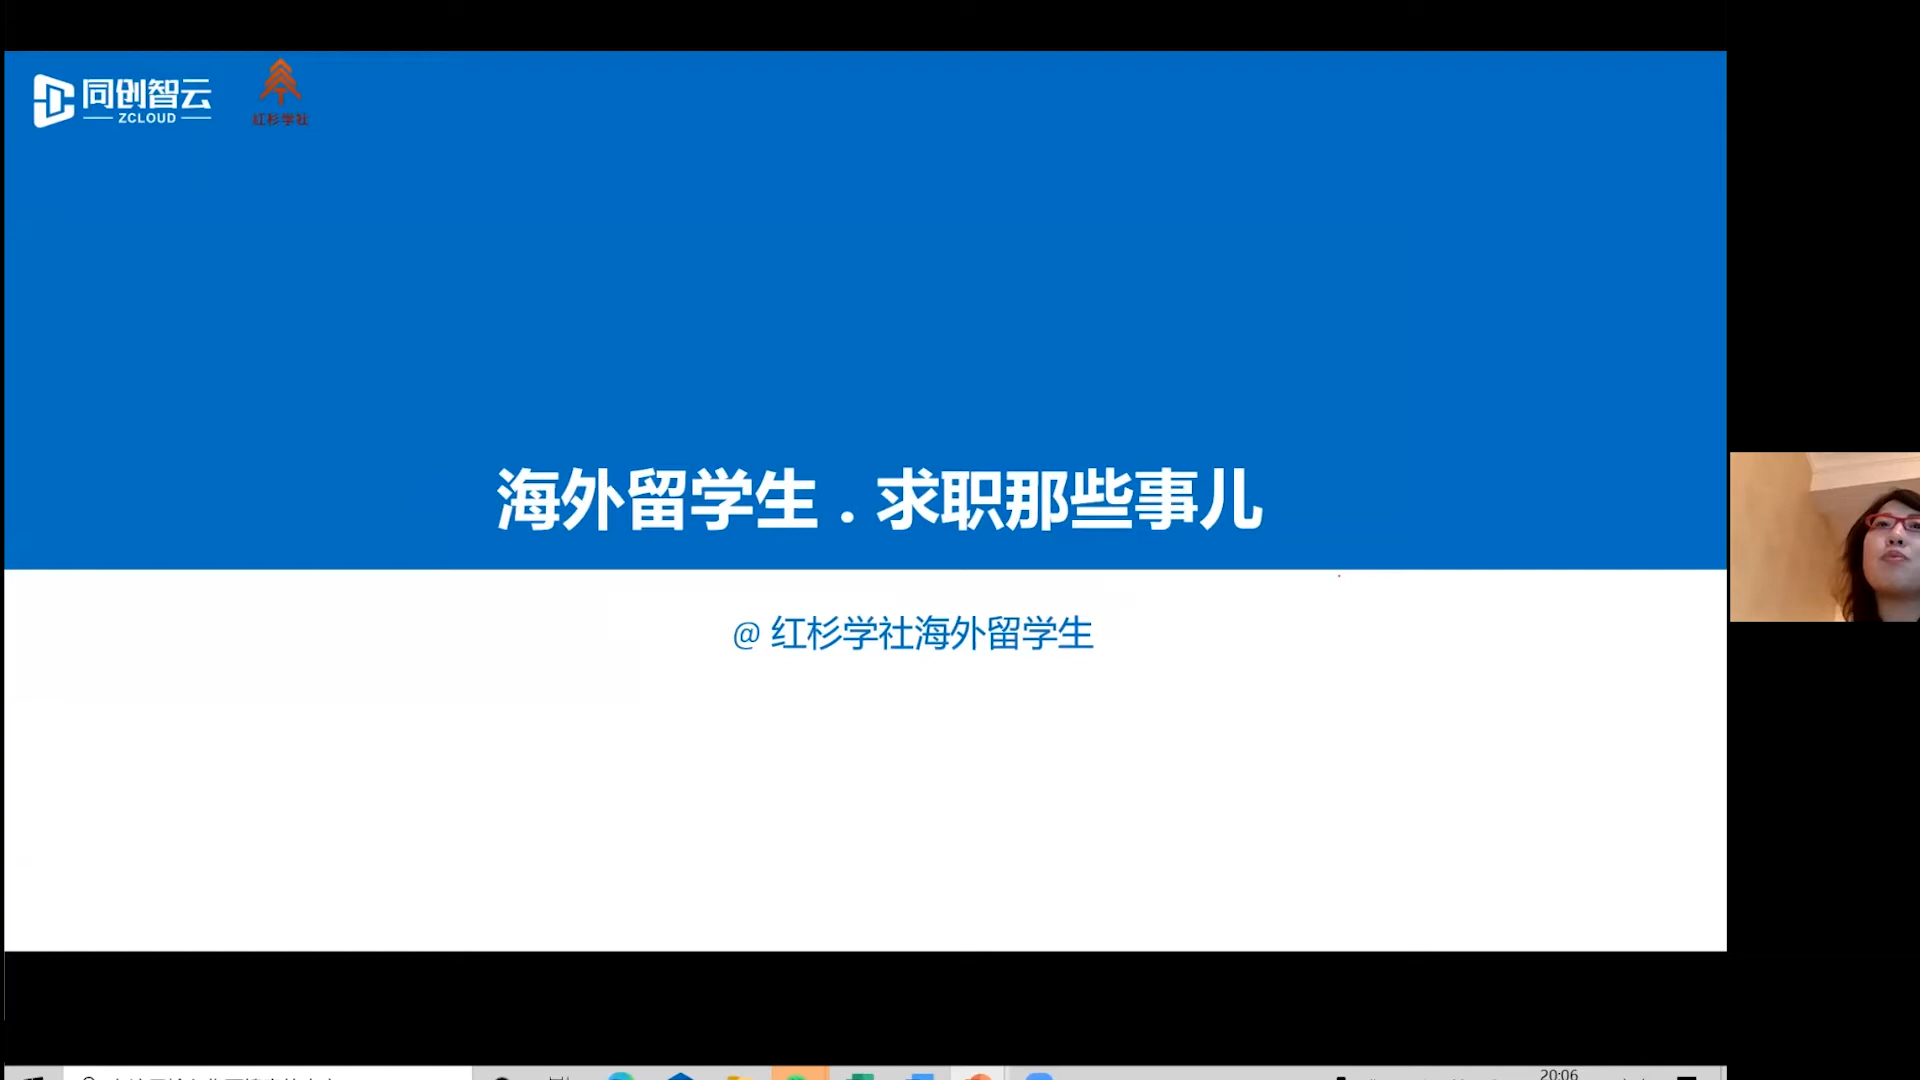 同创智云
ZCLOUD
红杉学社
海外留学生 . 求职那些事儿
@ 红杉学社海外留学生
20:06